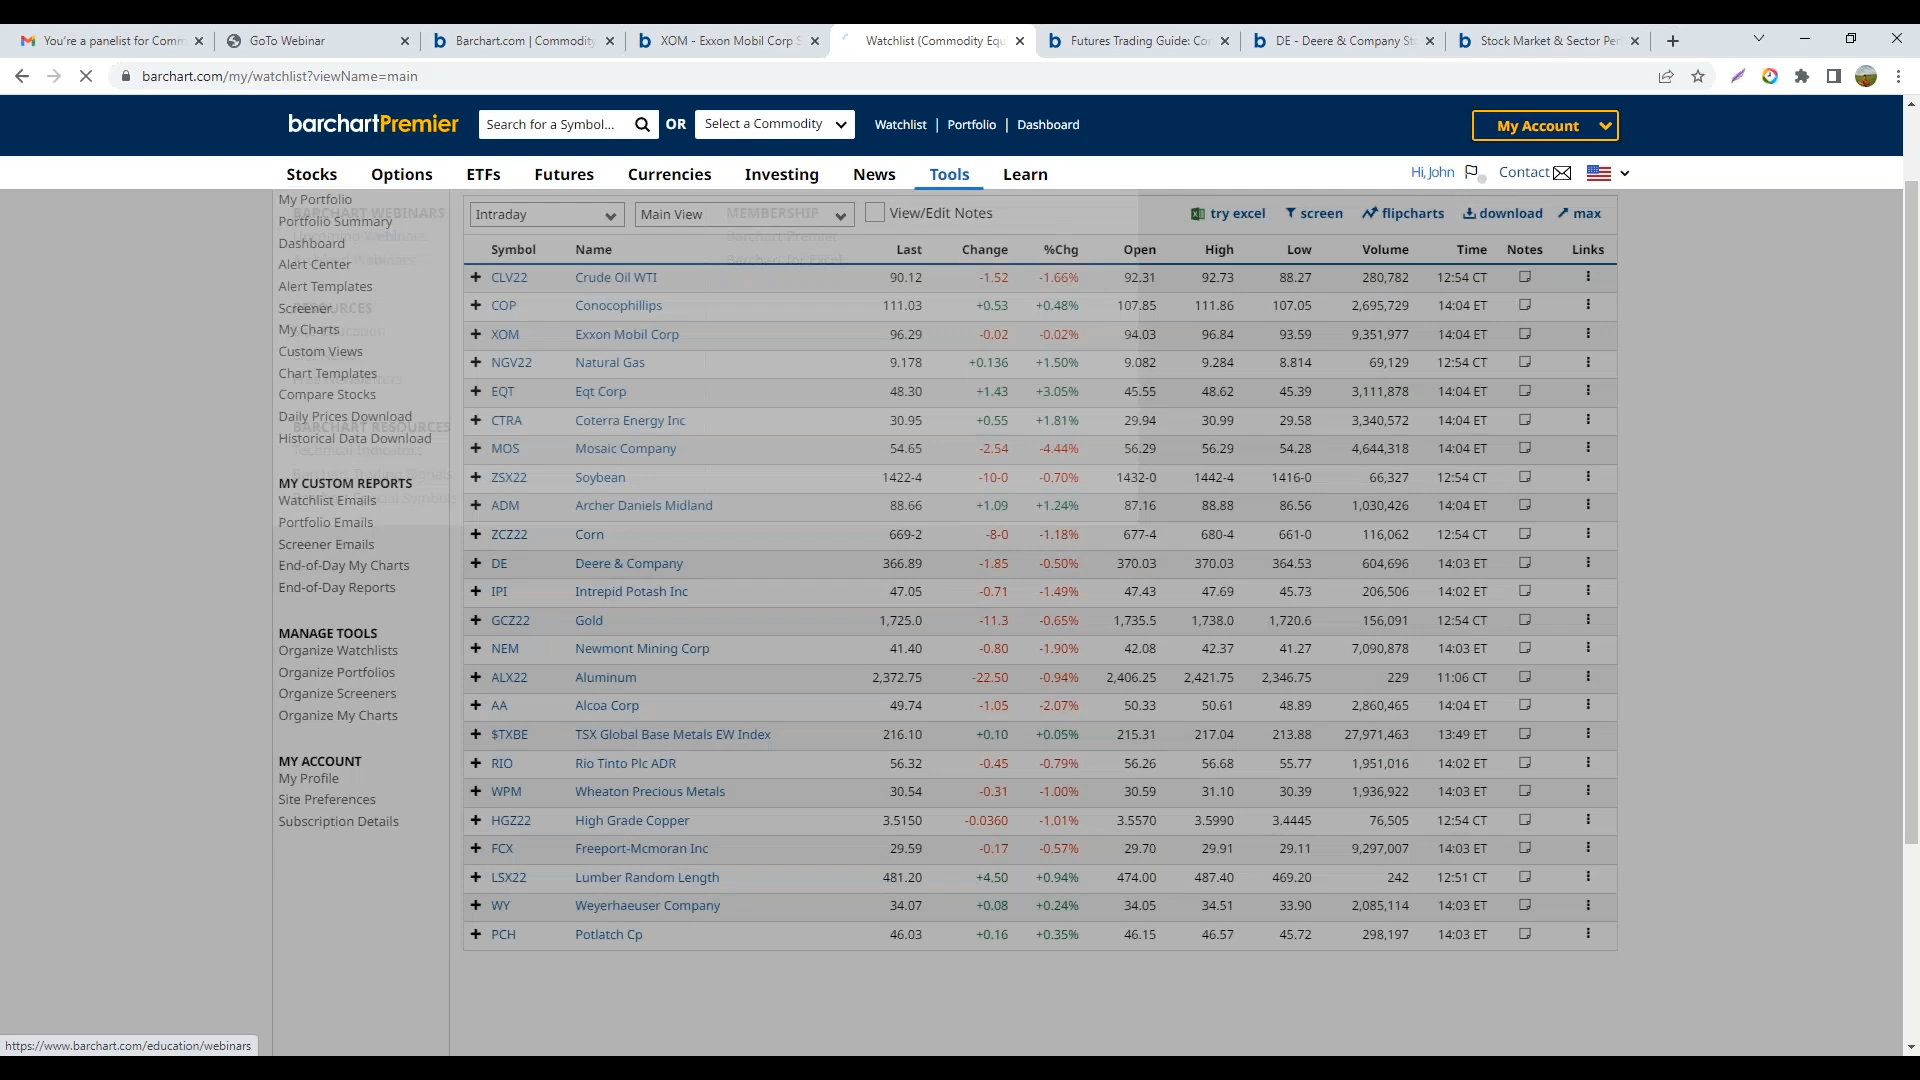 You're a panelist for Comm
GoTo Webinar
Barchart.com | Commodity
XOM - Exxon Mobil Corp S
Watchlist (Commodity Equ
Futures Trading Guide: Co
DE - Deere & Company St
Stock Market & Sector Per
barchart.com/my/watchlist?viewName=main
barchartPremier
Search for a Symbol...
OR
Select a Commodity
Watchlist | Portfolio | Dashboard
My Account
Stocks Options ETFs Futures Currencies Investing News Tools Learn
Hi, John
Contact
My Portfolio
Portfolio Summary
Dashboard
Alert Center
Alert Templates
Screener
My Charts
Custom Views
Chart Templates
Compare Stocks
Daily Prices Download
Historical Data Download
MY CUSTOM REPORTS
Watchlist Emails
Portfolio Emails
Screener Emails
End-of-Day My Charts
End-of-Day Reports
MANAGE TOOLS
Organize Watchlists
Organize Portfolios
Organize Screeners
Organize My Charts
MY ACCOUNT
My Profile
Site Preferences
Subscription Details
BARCHART WEBINARS
BARCHART RESOURCES
Technical Indicators
MEMBERSHIP
Barchart Premier
Barchart for Excel
Intraday Main View View/Edit Notes try excel screen flipcharts download max
Symbol Name Last Change %Chg Open High Low Volume Time Notes Links
CLV22 Crude Oil WTI 90.12 -1.52 -1.66% 92.31 92.73 88.27 280,782 12:54 CT
COP Conocophillips 111.03 +0.53 +0.48% 107.85 111.86 107.05 2,695,729 14:04 ET
XOM Exxon Mobil Corp 96.29 -0.02 -0.02% 94.03 96.84 93.59 9,351,977 14:04 ET
NGV22 Natural Gas 9.178 +0.136 +1.50% 9.082 9.284 8.814 69,129 12:54 CT
EQT Eqt Corp 48.30 +1.43 +3.05% 45.55 48.62 45.39 3,111,878 14:04 ET
CTRA Coterra Energy Inc 30.95 +0.55 +1.81% 29.94 30.99 29.58 3,340,572 14:04 ET
MOS Mosaic Company 54.65 -2.54 -4.44% 56.29 56.29 54.28 4,644,318 14:04 ET
ZSX22 Soybean 1422-4 -10-0 -0.70% 1432-0 1442-4 1416-0 66,327 12:54 CT
ADM Archer Daniels Midland 88.66 +1.09 +1.24% 87.16 88.88 86.56 1,030,426 14:04 ET
ZCZ22 Corn 669-2 -8-0 -1.18% 677-4 680-4 661-0 116,062 12:54 CT
DE Deere & Company 366.89 -1.85 -0.50% 370.03 370.03 364.53 604,696 14:03 ET
IPI Intrepid Potash Inc 47.05 -0.71 -1.49% 47.43 47.69 45.73 206,506 14:02 ET
GCZ22 Gold 1,725.0 -11.3 -0.65% 1,735.5 1,738.0 1,720.6 156,091 12:54 CT
NEM Newmont Mining Corp 41.40 -0.80 -1.90% 42.08 42.37 41.27 7,090,878 14:03 ET
ALX22 Aluminum 2,372.75 -22.50 -0.94% 2,406.25 2,421.75 2,346.75 229 11:06 CT
AA Alcoa Corp 49.74 -1.05 -2.07% 50.33 50.61 48.89 2,860,465 14:04 ET
$TXBE TSX Global Base Metals EW Index 216.10 +0.10 +0.05% 215.31 217.04 213.88 27,971,463 13:49 ET
RIO Rio Tinto Plc ADR 56.32 -0.45 -0.79% 56.26 56.68 55.77 1,951,016 14:02 ET
WPM Wheaton Precious Metals 30.54 -0.31 -1.00% 30.59 31.10 30.39 1,936,922 14:03 ET
HGZ22 High Grade Copper 3.5150 -0.0360 -1.01% 3.5570 3.5990 3.4445 76,505 12:54 CT
FCX Freeport-Mcmoran Inc 29.59 -0.17 -0.57% 29.70 29.91 29.11 9,297,007 14:03 ET
LSX22 Lumber Random Length 481.20 +4.50 +0.94% 474.00 487.40 469.20 242 12:51 CT
WY Weyerhaeuser Company 34.07 +0.08 +0.24% 34.05 34.51 33.90 2,085,114 14:03 ET
PCH Potlatch Cp 46.03 +0.16 +0.35% 46.15 46.57 45.72 298,197 14:03 ET
https://www.barchart.com/education/webinars